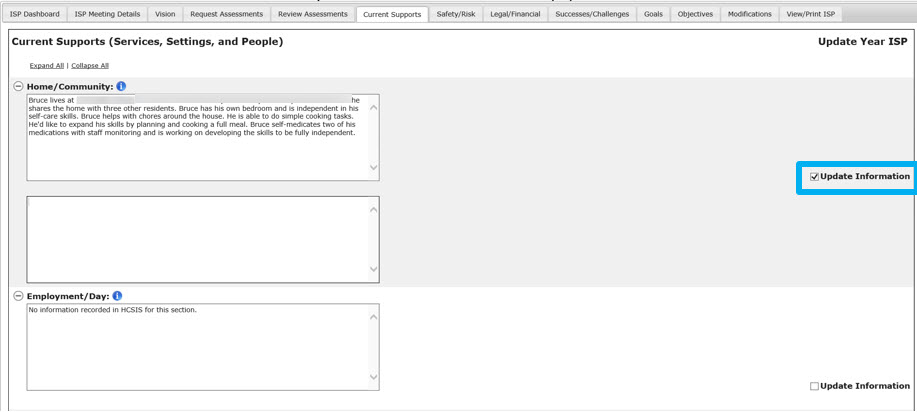 ISP Dashboard ISP Meeting Details Vision Request Assessments Review Assessments Current Supports Safety/Risk Legal/Financial Successes/Challenges Goals Objectives Modifications View/Print ISP
Current Supports (Services, Settings, and People) Update Year ISP
Expand All | Collapse All
Home/Community:
Bruce lives at he
shares the home with three other residents. Bruce has his own bedroom and is independent in his
self-care skills. Bruce helps with chores around the house. He is able to do simple cooking tasks.
He'd like to expand his skills by planning and cooking a full meal. Bruce self-medicates two of his
medications with staff monitoring and is working on developing the skills to be fully independent.
Update Information
Employment/Day:
No information recorded in HCSIS for this section.
Update Information